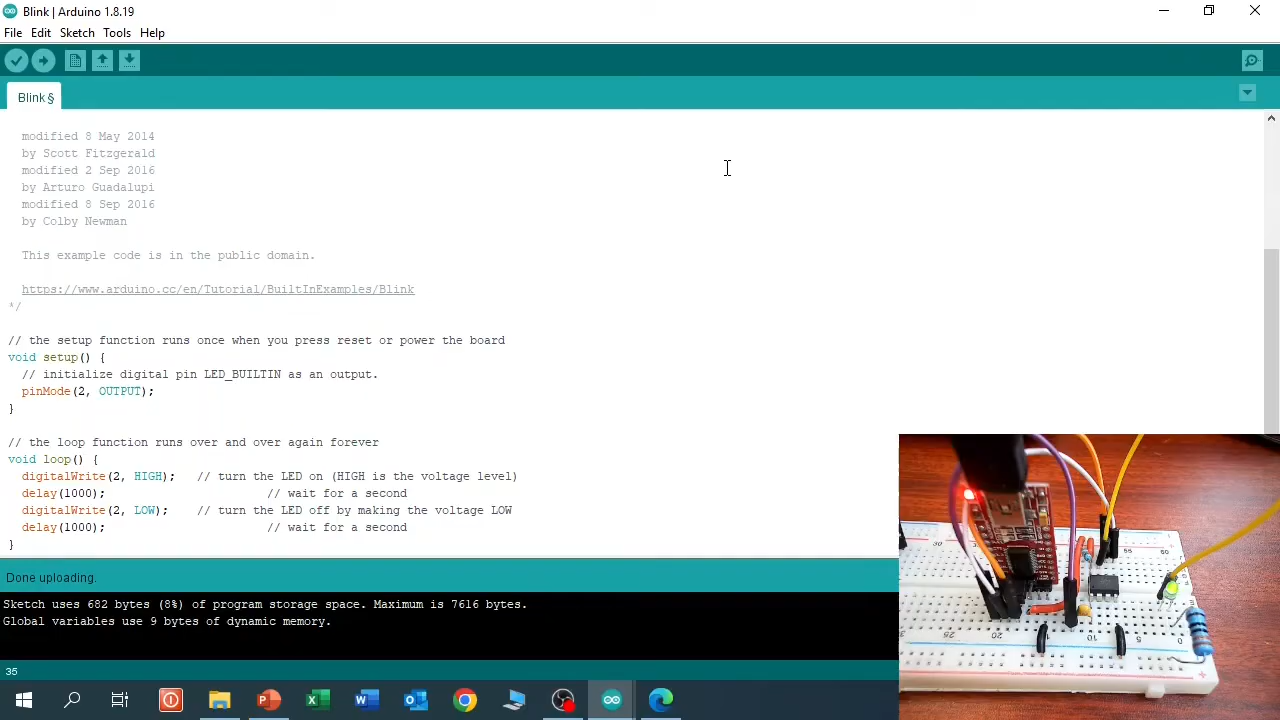 Blink | Arduino 1.8.19
File Edit Sketch Tools Help
Blink §
modified 8 May 2014
by Scott Fitzgerald
modified 2 Sep 2016
by Arturo Guadalupi
modified 8 Sep 2016
by Colby Newman
This example code is in the public domain.
https://www.arduino.cc/en/Tutorial/BuiltInExamples/Blink
*/
// the setup function runs once when you press reset or power the board
void setup() {
// initialize digital pin LED_BUILTIN as an output.
pinMode(2, OUTPUT);
}
// the loop function runs over and over again forever
void loop() {
digitalWrite(2, HIGH);   // turn the LED on (HIGH is the voltage level)
delay(1000);                       // wait for a second
digitalWrite(2, LOW);    // turn the LED off by making the voltage LOW
delay(1000);                       // wait for a second
}
Done uploading.
Sketch uses 682 bytes (8%) of program storage space. Maximum is 7616 bytes.
Global variables use 9 bytes of dynamic memory.
35
55 60
25 20 10 5 0